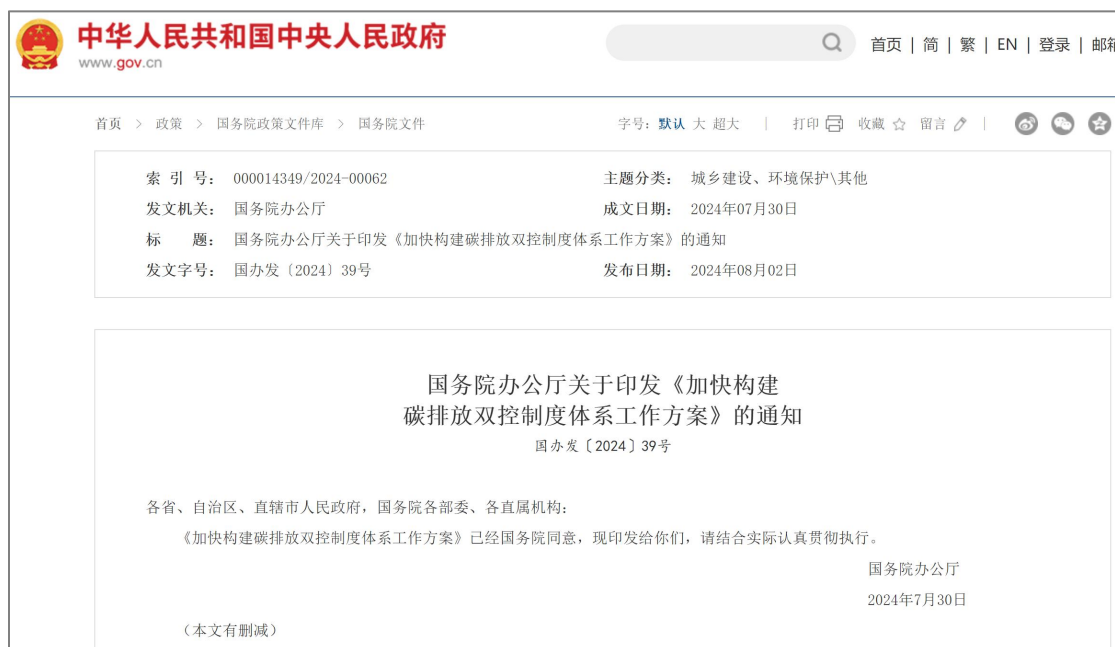 中华人民共和国中央人民政府
www.gov.cn
首页 | 简 | 繁 | EN | 登录 | 邮箱
首页 > 政策 > 国务院政策文件库 > 国务院文件
字号：默认 大 超大 | 打印 收藏 留言 |
索 引 号： 000014349/2024-00062 主题分类： 城乡建设、环境保护\其他
发文机关： 国务院办公厅 成文日期： 2024年07月30日
标 题： 国务院办公厅关于印发《加快构建碳排放双控制度体系工作方案》的通知
发文字号： 国办发〔2024〕39号 发布日期： 2024年08月02日
国务院办公厅关于印发《加快构建
碳排放双控制度体系工作方案》的通知
国办发〔2024〕39号
各省、自治区、直辖市人民政府，国务院各部委、各直属机构：
《加快构建碳排放双控制度体系工作方案》已经国务院同意，现印发给你们，请结合实际认真贯彻执行。
国务院办公厅
2024年7月30日
（本文有删减）